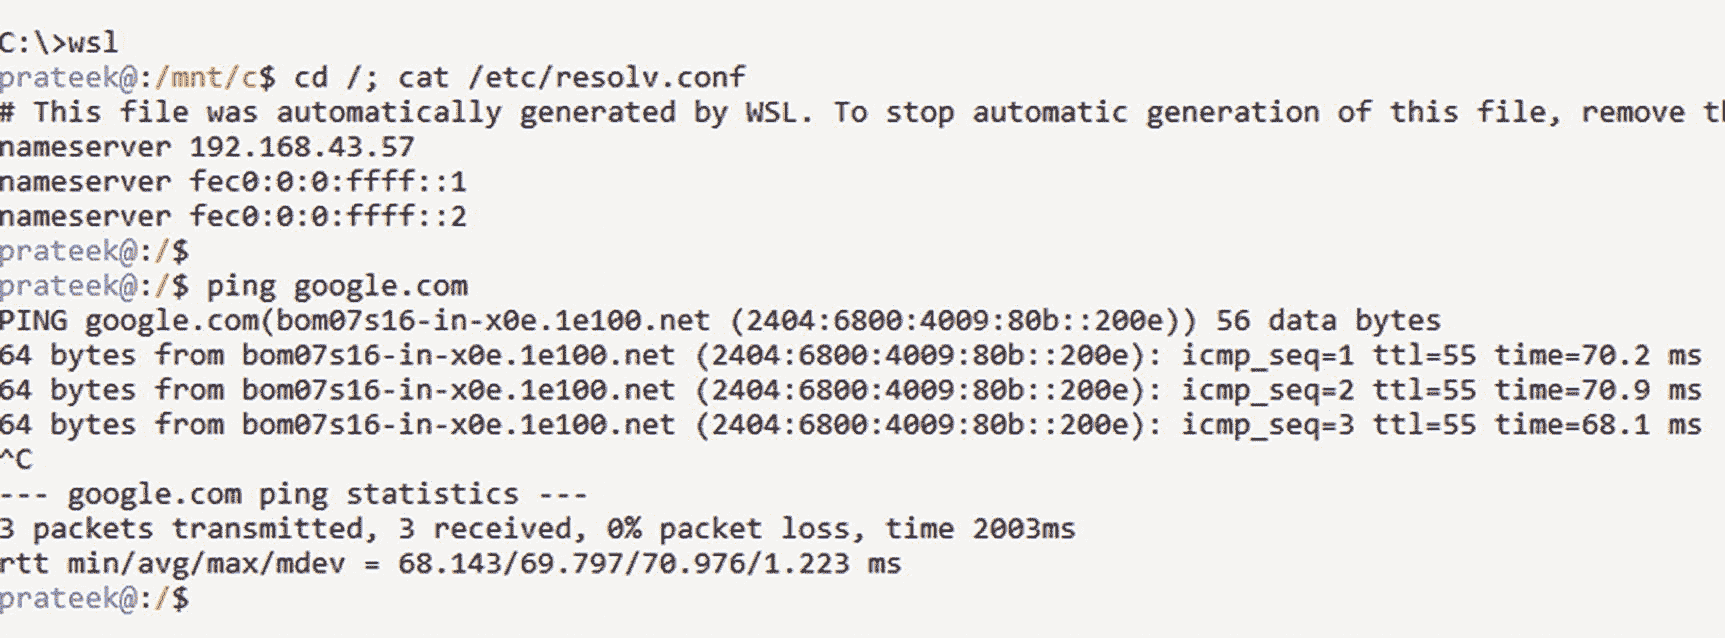 C:\>wsl
prateek@:/mnt/c$ cd /; cat /etc/resolv.conf
# This file was automatically generated by WSL. To stop automatic generation of this file, remove
nameserver 192.168.43.57
nameserver fec0:0:0:ffff::1
nameserver fec0:0:0:ffff::2
prateek@:/$
prateek@:/$ ping google.com
PING google.com(bom07s16-in-x0e.1e100.net (2404:6800:4009:80b::200e)) 56 data bytes
64 bytes from bom07s16-in-x0e.1e100.net (2404:6800:4009:80b::200e): icmp_seq=1 ttl=55 time=70.2 ms
64 bytes from bom07s16-in-x0e.1e100.net (2404:6800:4009:80b::200e): icmp_seq=2 ttl=55 time=70.9 ms
64 bytes from bom07s16-in-x0e.1e100.net (2404:6800:4009:80b::200e): icmp_seq=3 ttl=55 time=68.1 ms
^C
--- google.com ping statistics ---
3 packets transmitted, 3 received, 0% packet loss, time 2003ms
rtt min/avg/max/mdev = 68.143/69.797/70.976/1.223 ms
prateek@:/$